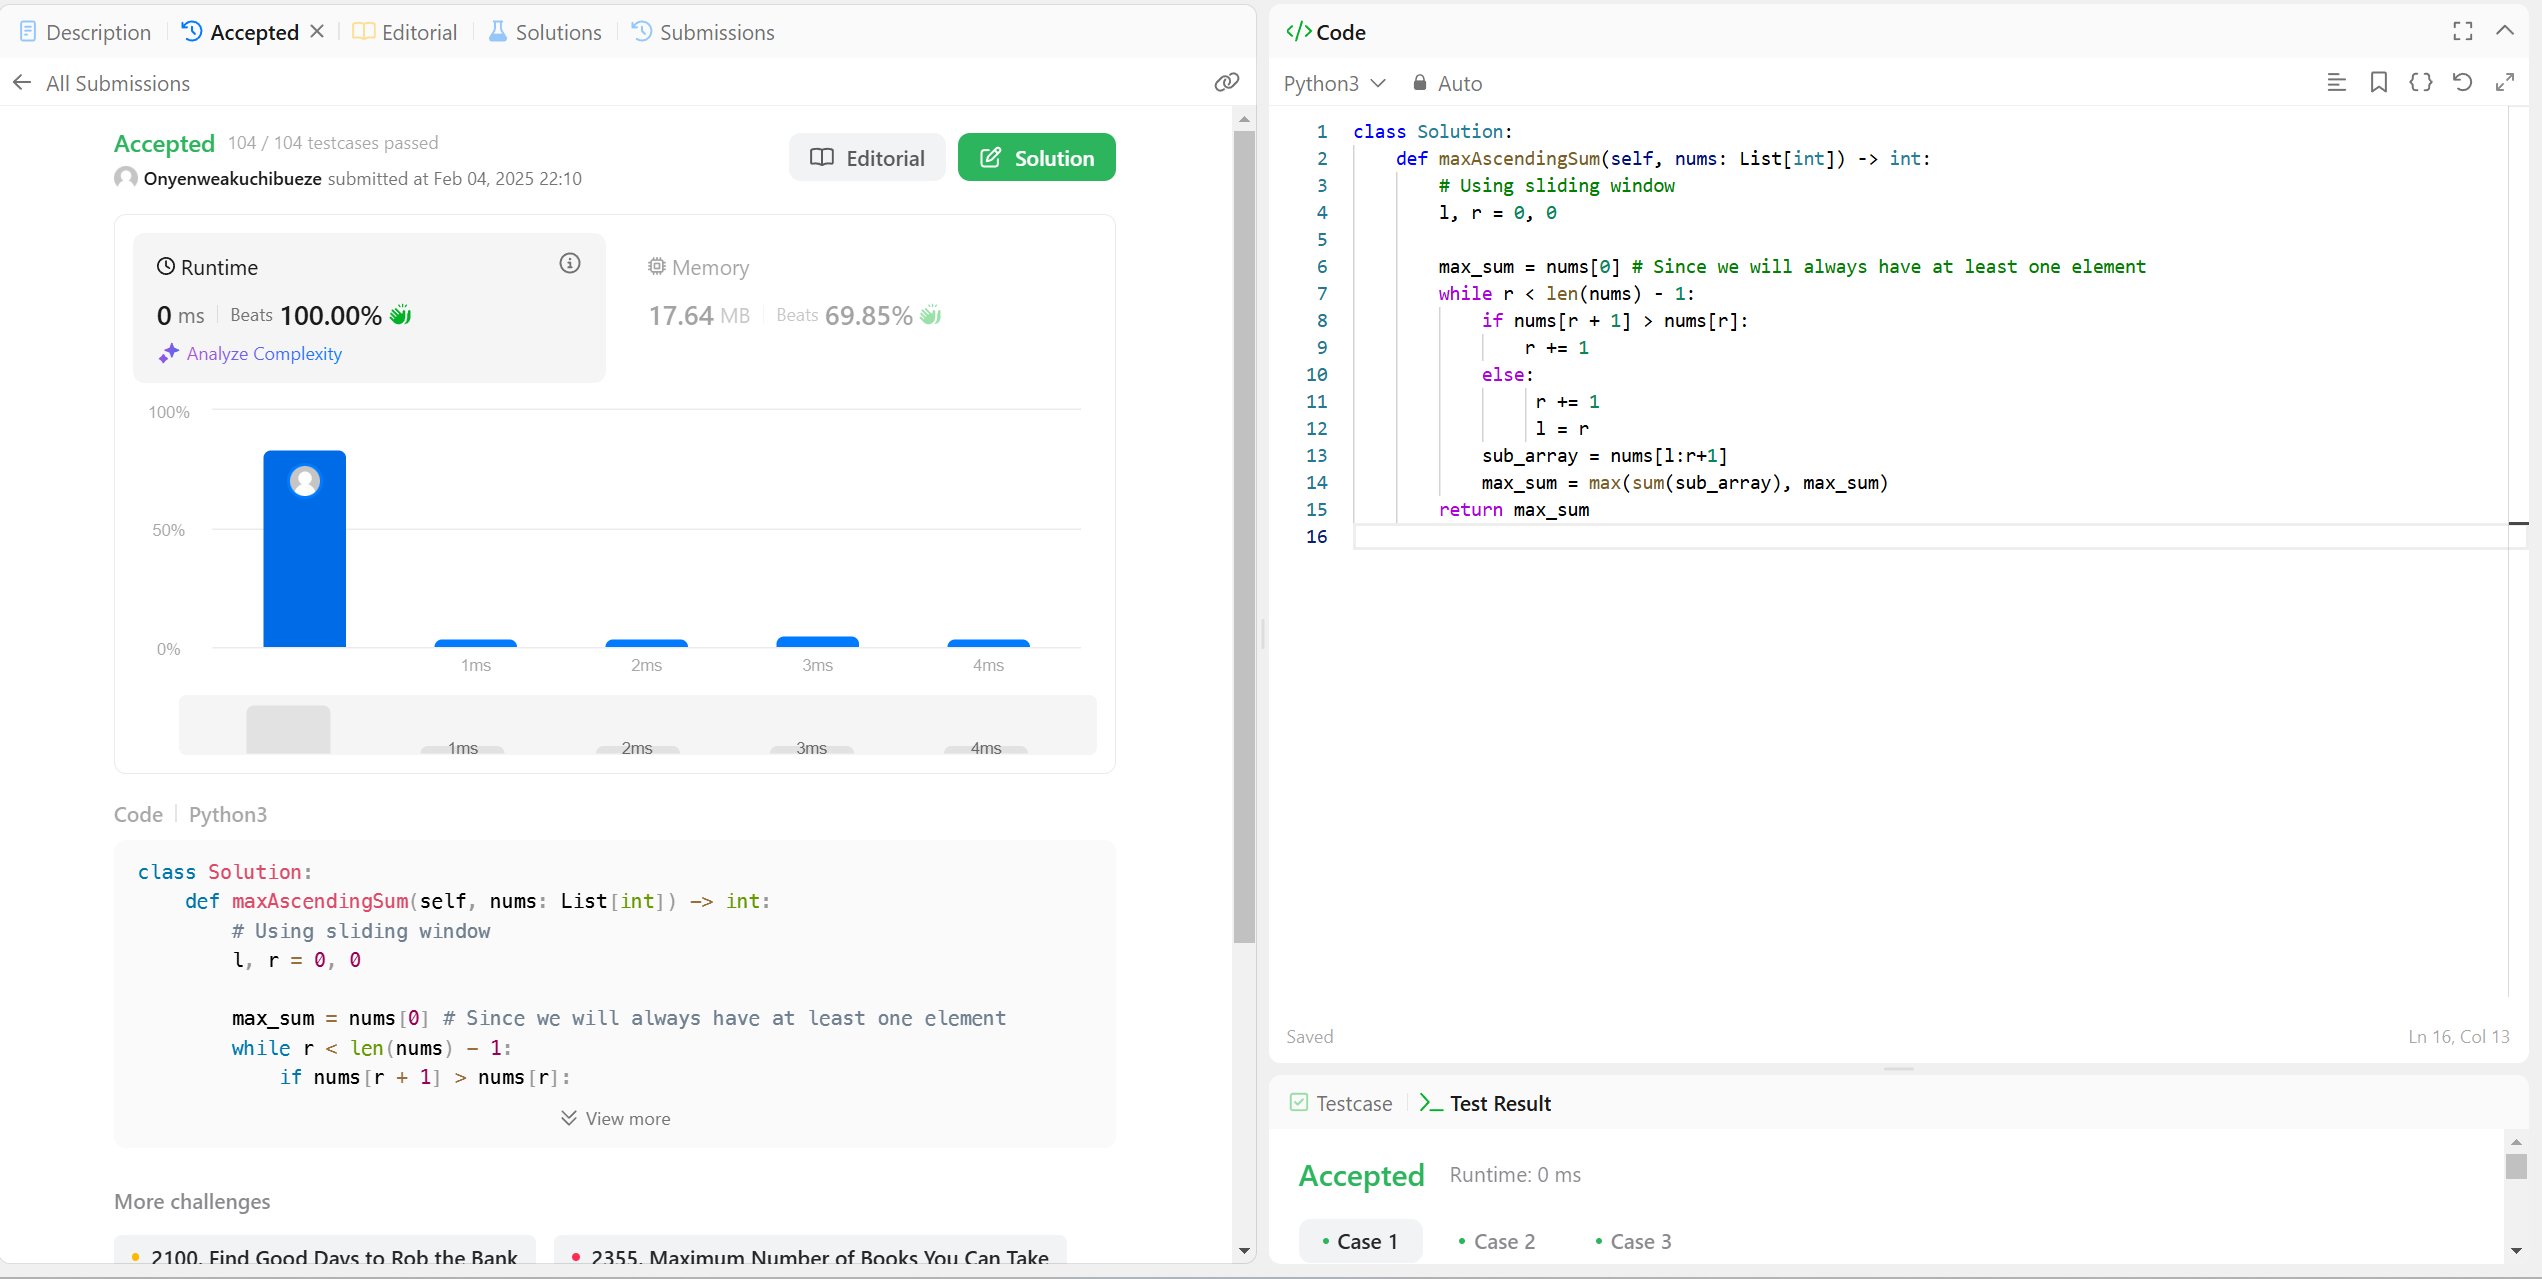 Description Accepted Editorial Solutions Submissions
All Submissions
Accepted 104 / 104 testcases passed
Onyenweakuchibueze submitted at Feb 04, 2025 22:10
Editorial Solution
Runtime
0 ms Beats 100.00%
Analyze Complexity
Memory
17.64 MB Beats 69.85%
100%
50%
0%
1ms 2ms 3ms 4ms
1ms 2ms 3ms 4ms
Code Python3
class Solution:
    def maxAscendingSum(self, nums: List[int]) -> int:
        # Using sliding window
        l, r = 0, 0

        max_sum = nums[0] # Since we will always have at least one element
        while r < len(nums) - 1:
            if nums[r + 1] > nums[r]:
View more
More challenges
2100. Find Good Days to Rob the Bank 2355. Maximum Number of Books You Can Take
</> Code
Python3 Auto
1 class Solution:
2     def maxAscendingSum(self, nums: List[int]) -> int:
3         # Using sliding window
4         l, r = 0, 0
5
6         max_sum = nums[0] # Since we will always have at least one element
7         while r < len(nums) - 1:
8             if nums[r + 1] > nums[r]:
9                 r += 1
10             else:
11                  r += 1
12                  l = r
13             sub_array = nums[l:r+1]
14             max_sum = max(sum(sub_array), max_sum)
15         return max_sum
16
Saved Ln 16, Col 13
Testcase Test Result
Accepted Runtime: 0 ms
Case 1 Case 2 Case 3